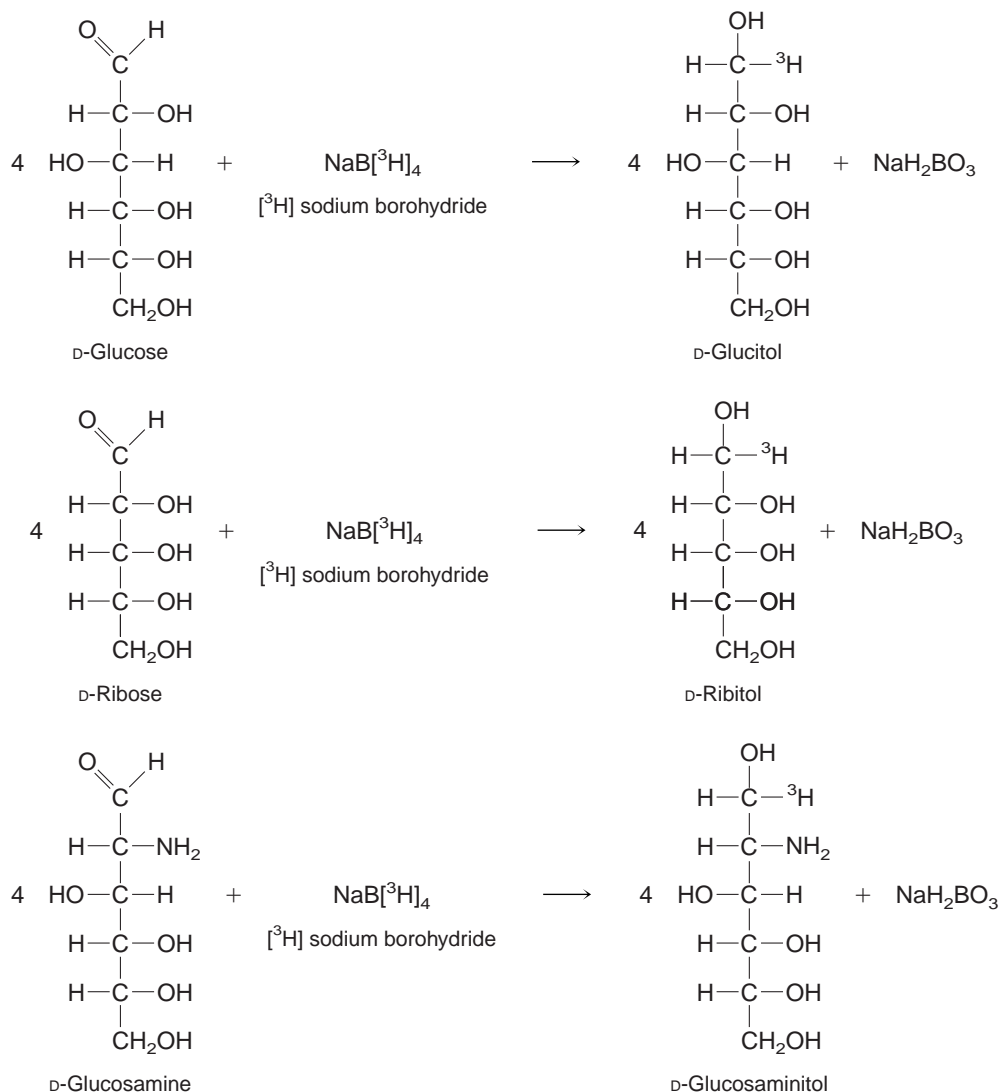 O H OH
C H—C—³H
H—C—OH H—C—OH
4 HO—C—H + NaB[³H]₄ ⟶ 4 HO—C—H + NaH₂BO₃
H—C—OH [³H] sodium borohydride H—C—OH
H—C—OH H—C—OH
CH₂OH CH₂OH
D-Glucose D-Glucitol
O H OH
C H—C—³H
H—C—OH H—C—OH
4 H—C—OH + NaB[³H]₄ ⟶ 4 H—C—OH + NaH₂BO₃
H—C—OH [³H] sodium borohydride H—C—OH
CH₂OH CH₂OH
D-Ribose D-Ribitol
O H OH
C H—C—³H
H—C—NH₂ H—C—NH₂
4 HO—C—H + NaB[³H]₄ ⟶ 4 HO—C—H + NaH₂BO₃
H—C—OH [³H] sodium borohydride H—C—OH
H—C—OH H—C—OH
CH₂OH CH₂OH
D-Glucosamine D-Glucosaminitol